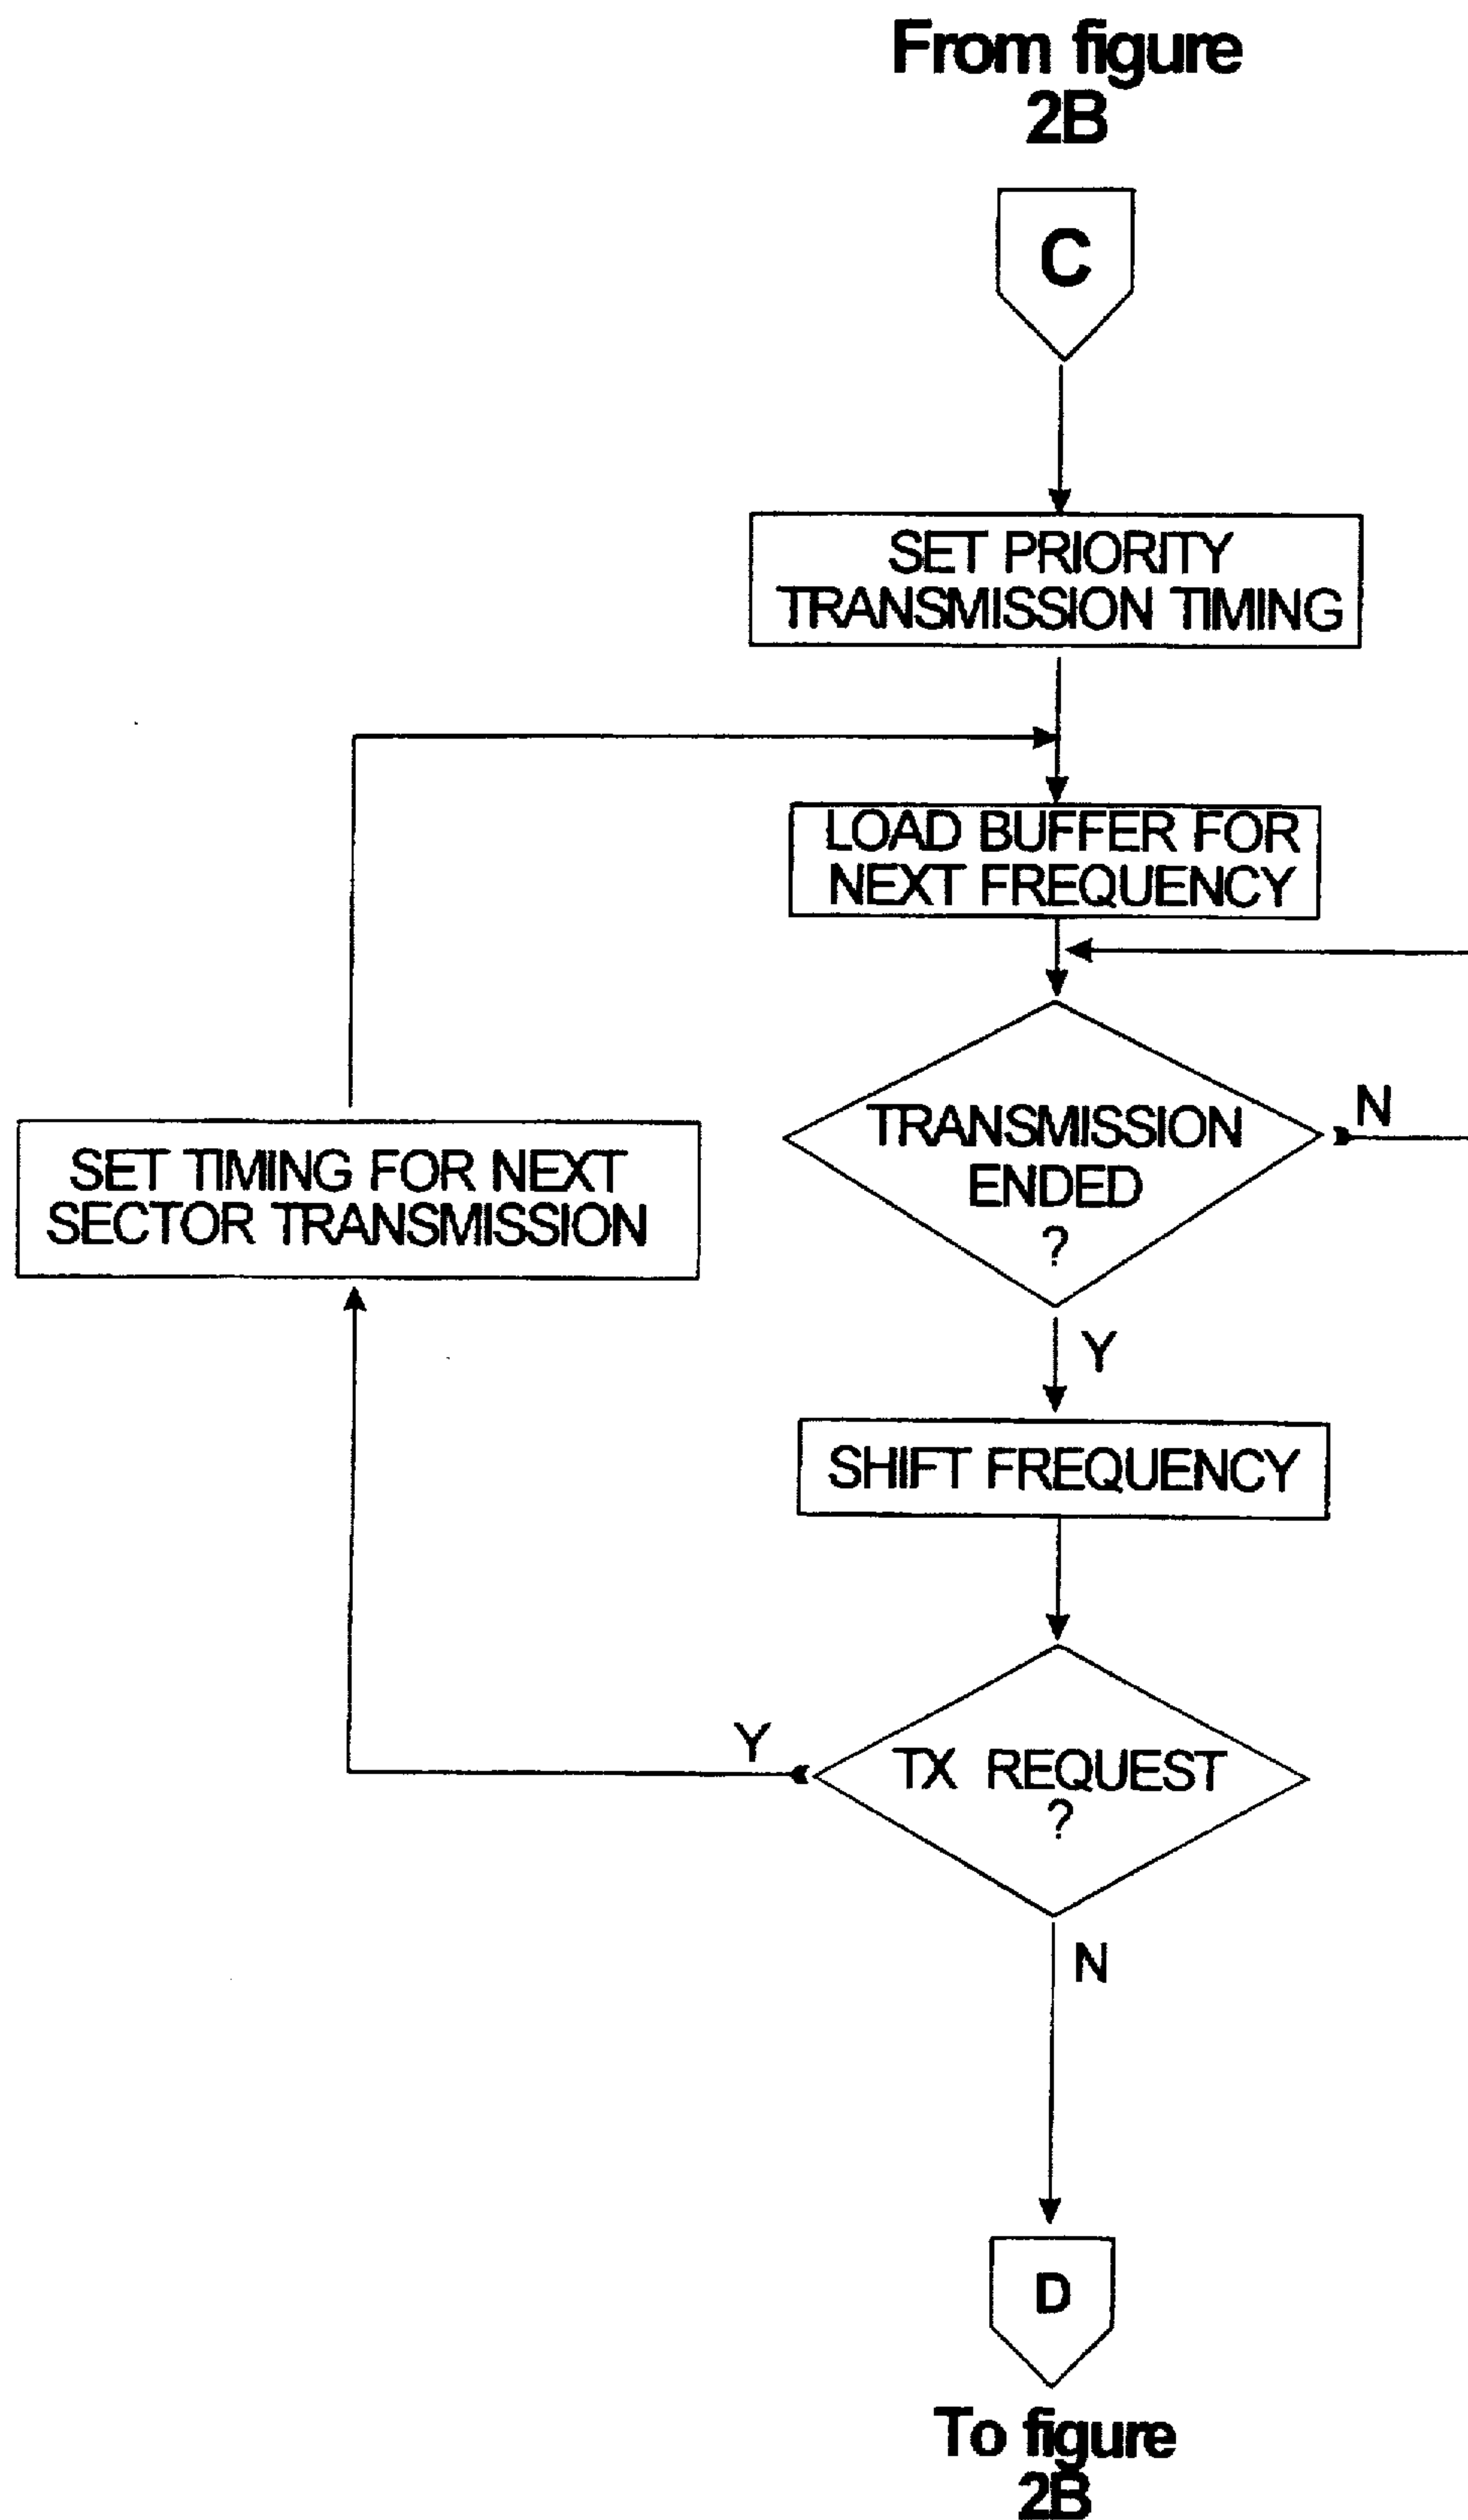 From figure
2B
C
SET PRIORITY
TRANSMISSION TIMING
LOAD BUFFER FOR
NEXT FREQUENCY
TRANSMISSION
ENDED
?
N
SET TIMING FOR NEXT
SECTOR TRANSMISSION
Y
SHIFT FREQUENCY
TX REQUEST
?
Y
N
D
To figure
2B